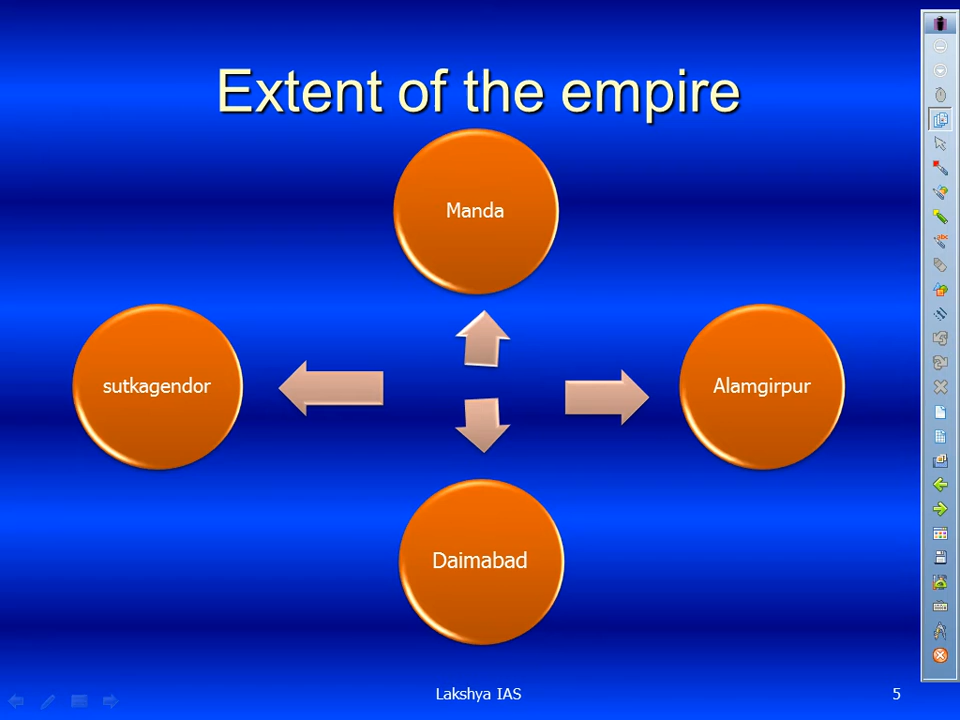 Extent of the empire
Manda
sutkagendor
Alamgirpur
Daimabad
Lakshya IAS
5